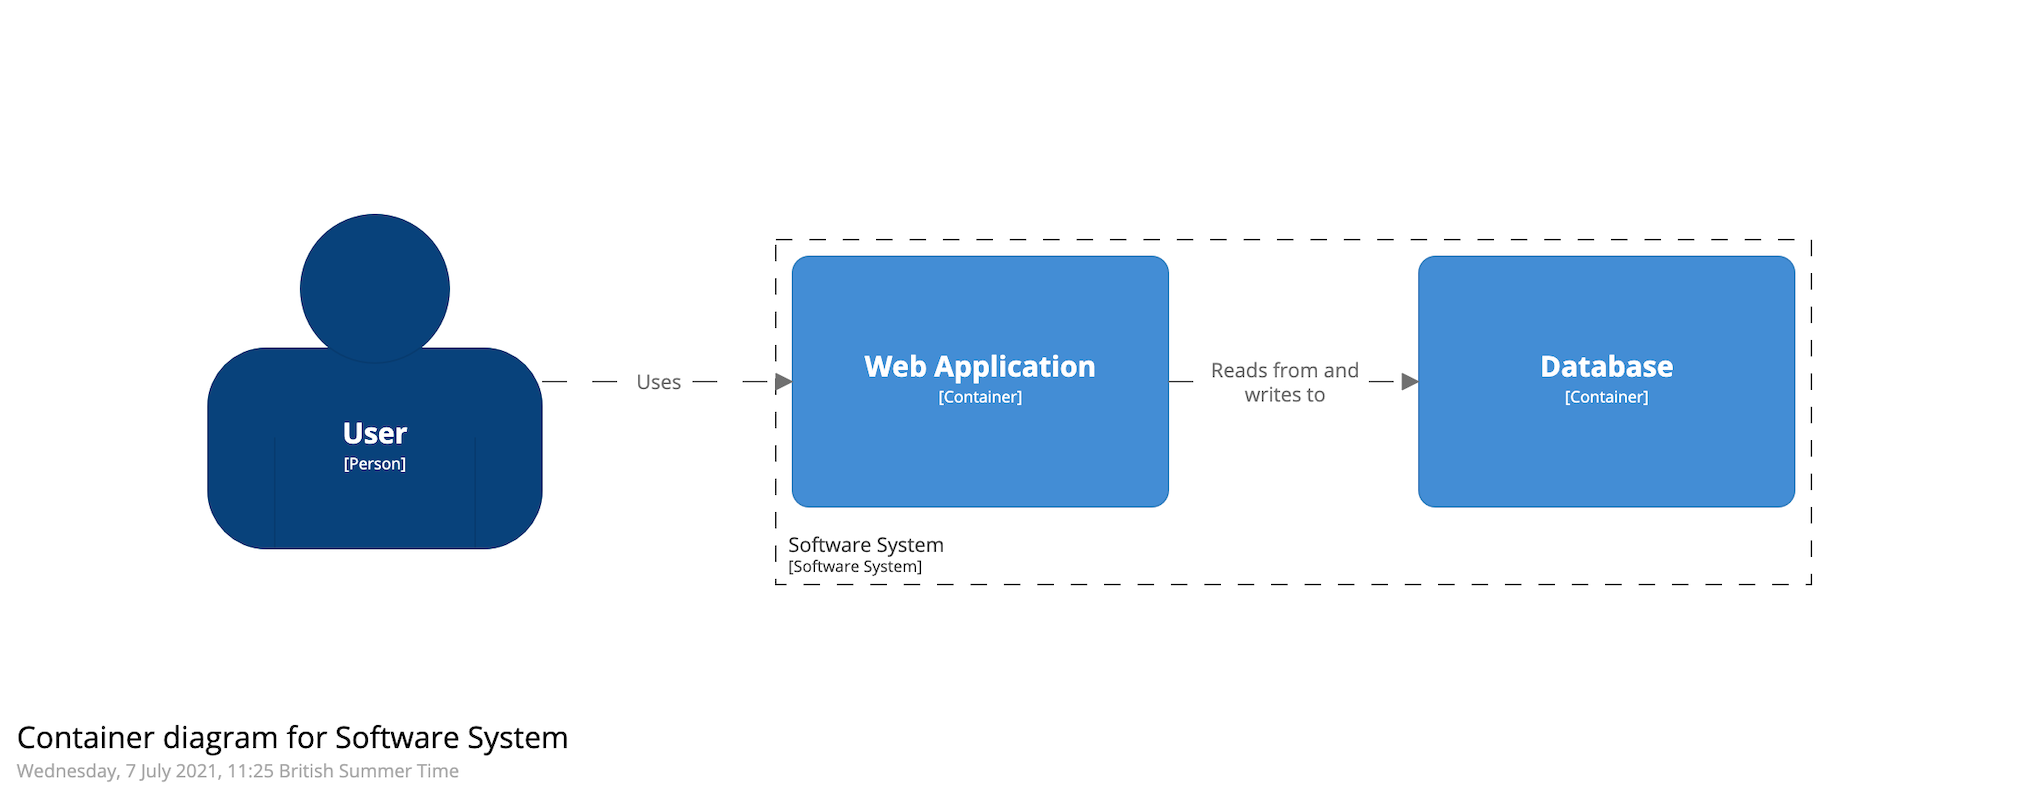 User
[Person]
Uses
Web Application
[Container]
Reads from and
writes to
Database
[Container]
Software System
[Software System]
Container diagram for Software System
Wednesday, 7 July 2021, 11:25 British Summer Time